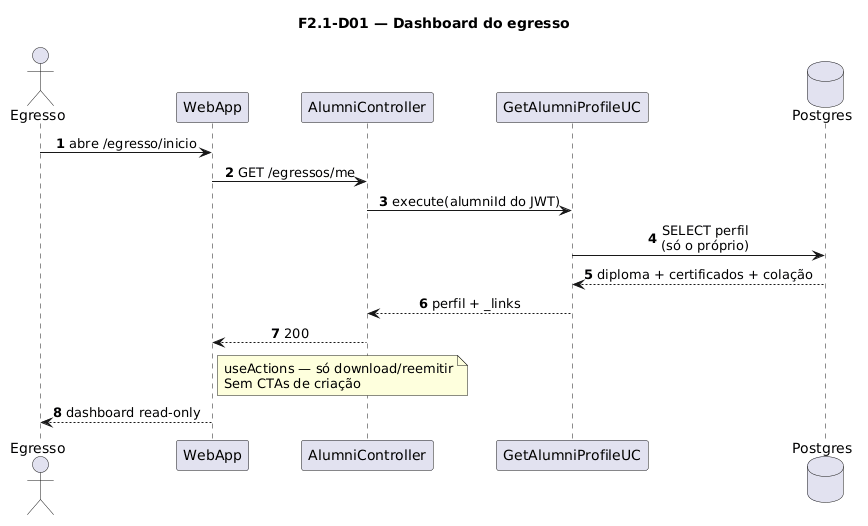 F2.1-D01 — Dashboard do egresso
Egresso
WebApp
AlumniController
GetAlumniProfileUC
Postgres
1 abre /egresso/inicio
2 GET /egressos/me
3 execute(alumniId do JWT)
4 SELECT perfil
(só o próprio)
5 diploma + certificados + colação
6 perfil + _links
7 200
useActions — só download/reemitir
Sem CTAs de criação
8 dashboard read-only
Egresso
WebApp
AlumniController
GetAlumniProfileUC
Postgres